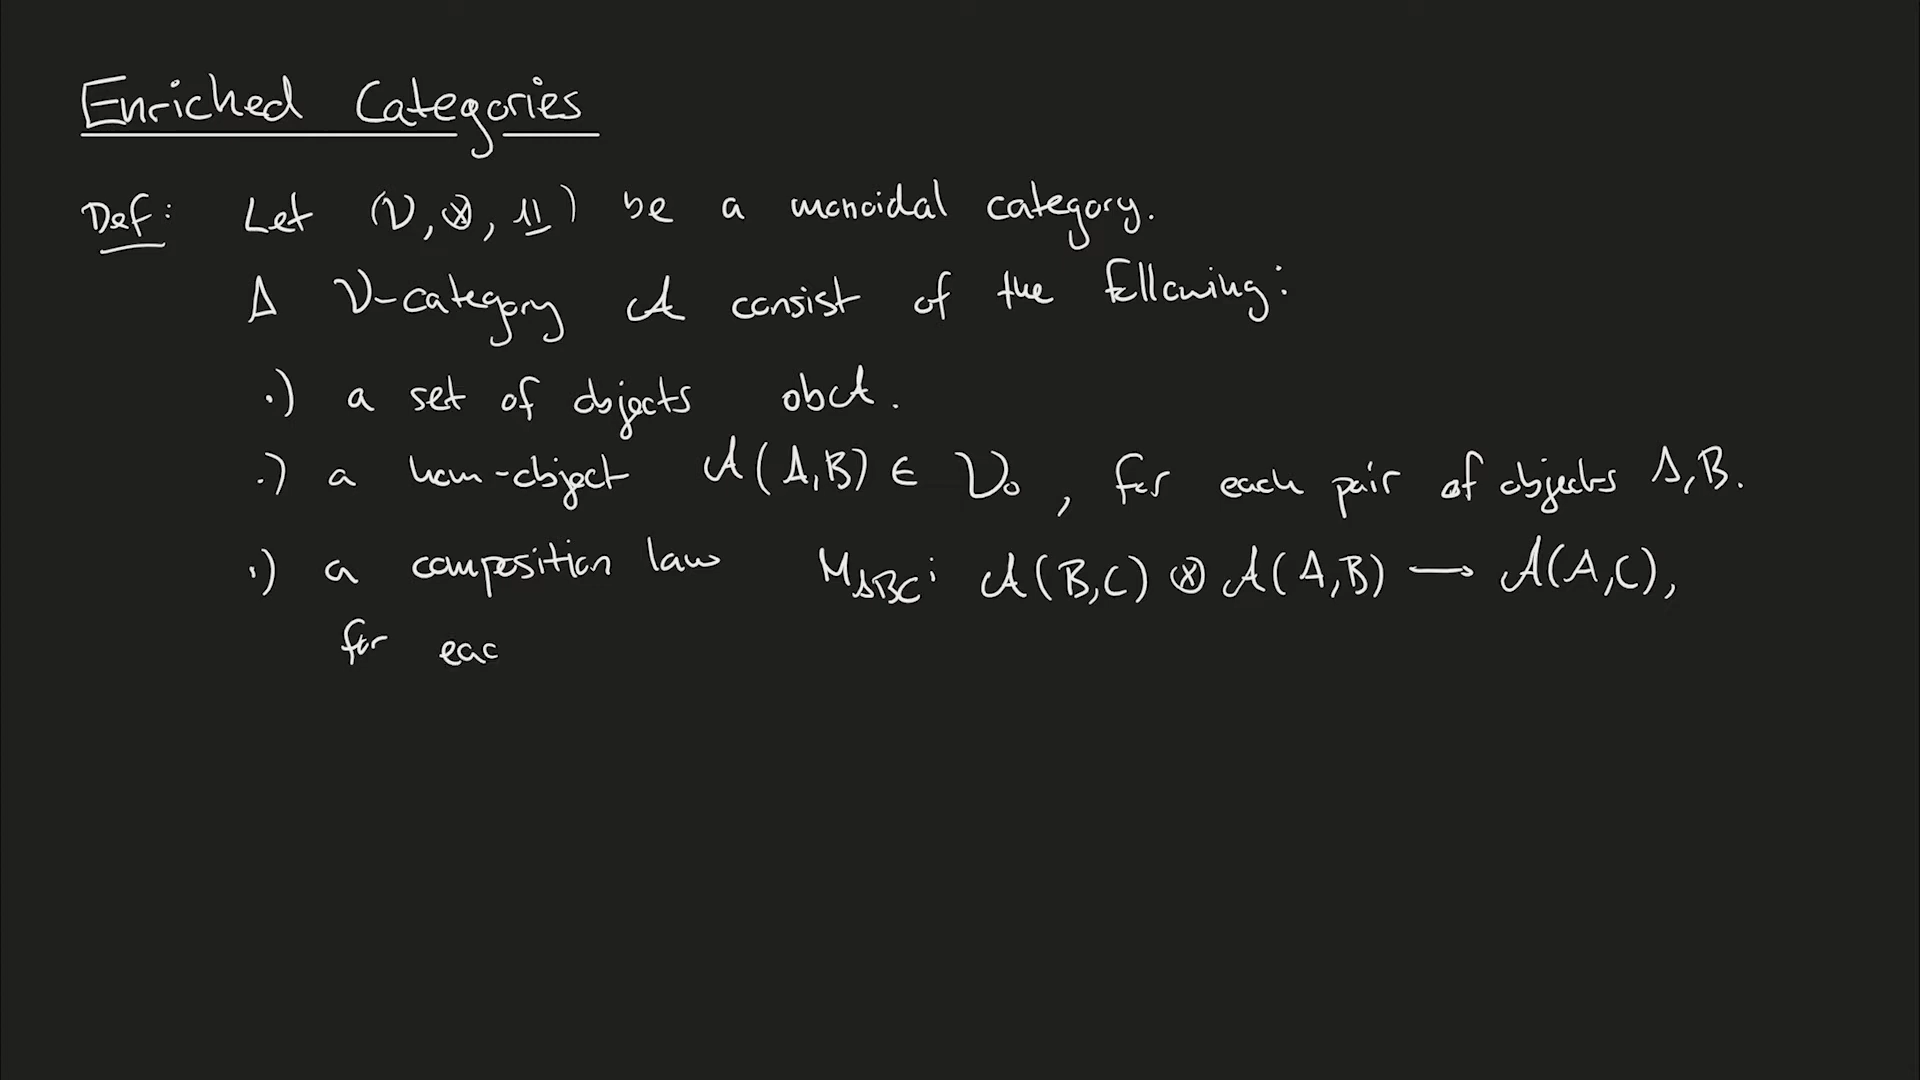 Enriched Categories
Def: Let (𝒱, ⊗, 𝟙) be a monoidal category.
A 𝒱-category 𝒜 consist of the following:
·) a set of objects ob𝒜.
·) a hom-object 𝒜(A,B) ∈ 𝒱₀, for each pair of objects A,B.
·) a composition law M_ABC: 𝒜(B,C) ⊗ 𝒜(A,B) → 𝒜(A,C),
for eac